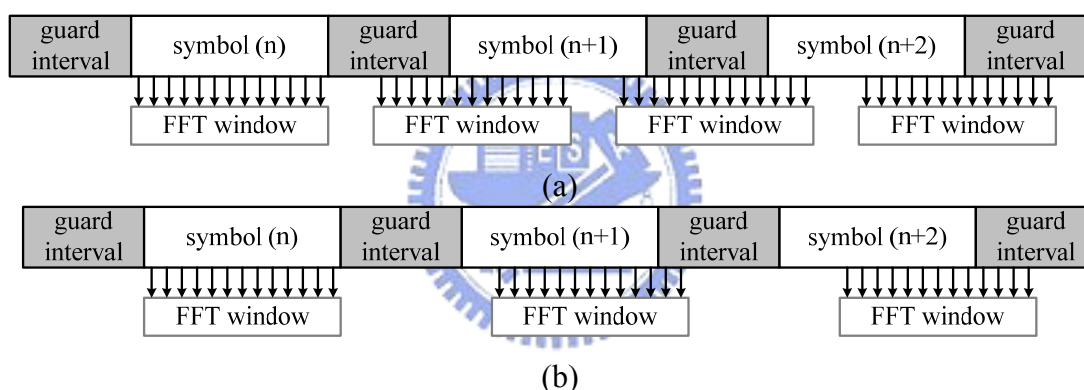 guard interval symbol (n) guard interval symbol (n+1) guard interval symbol (n+2) guard interval
FFT window FFT window FFT window FFT window
(a)
guard interval symbol (n) guard interval symbol (n+1) guard interval symbol (n+2) guard interval
FFT window FFT window FFT window
(b)